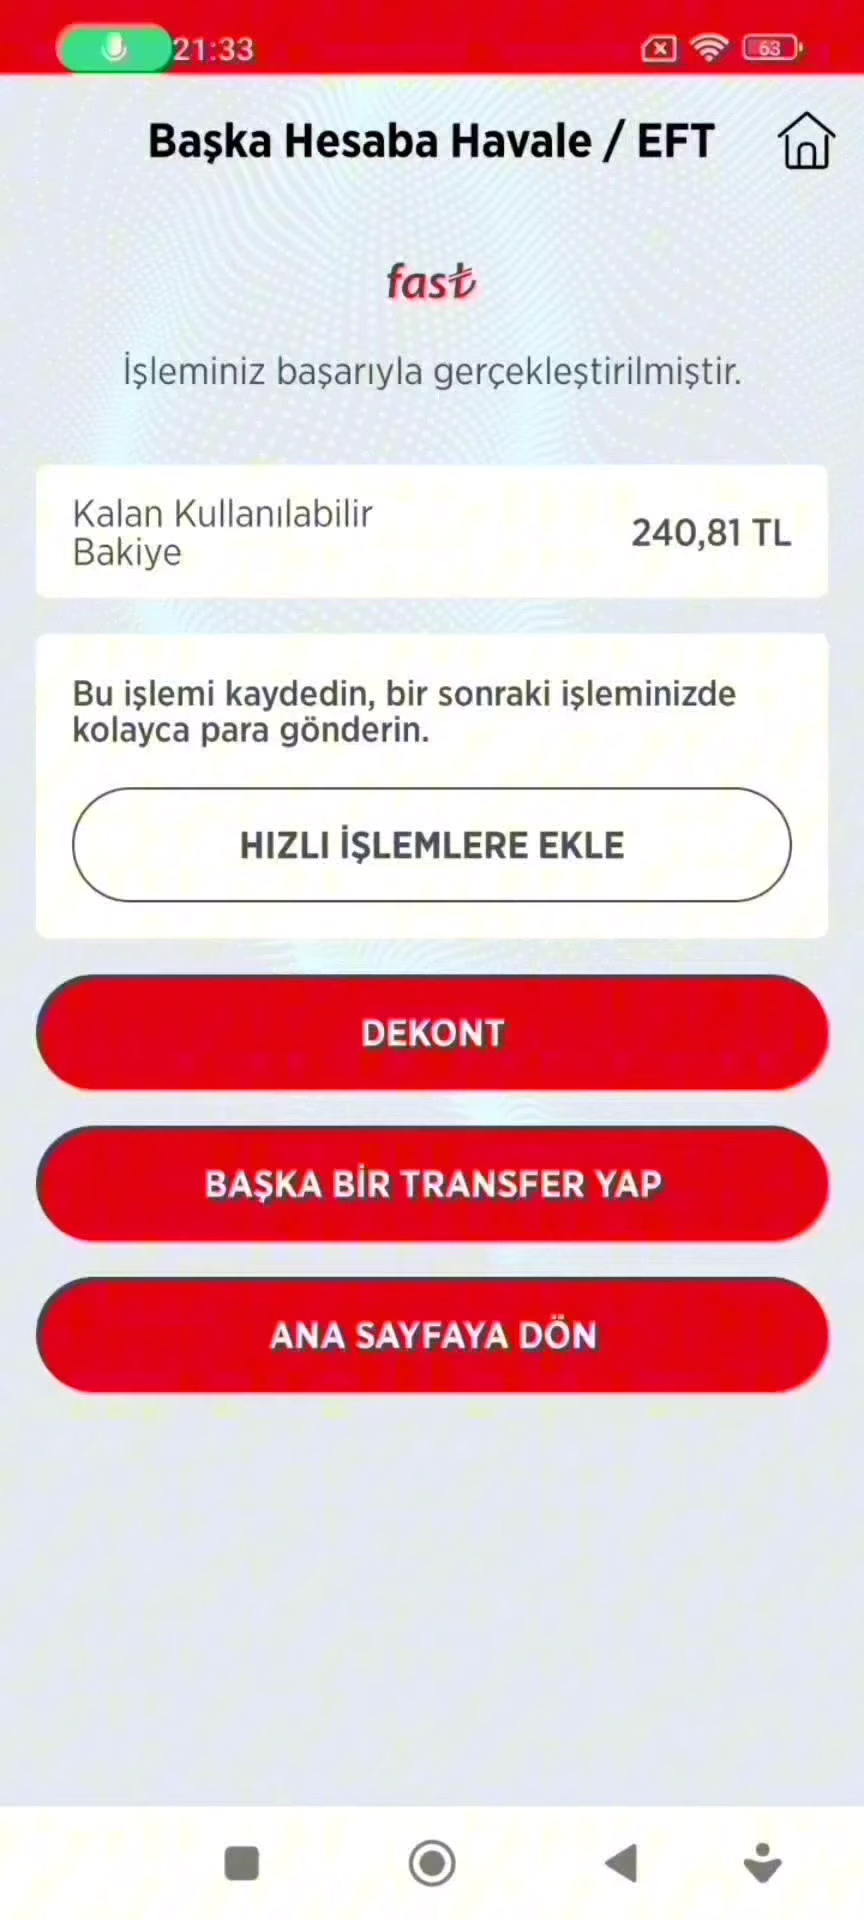 21:33
63
Başka Hesaba Havale / EFT
fast
İşleminiz başarıyla gerçekleştirilmiştir.
Kalan Kullanılabilir
Bakiye
240,81 TL
Bu işlemi kaydedin, bir sonraki işleminizde
kolayca para gönderin.
HIZLI İŞLEMLERE EKLE
DEKONT
BAŞKA BİR TRANSFER YAP
ANA SAYFAYA DÖN